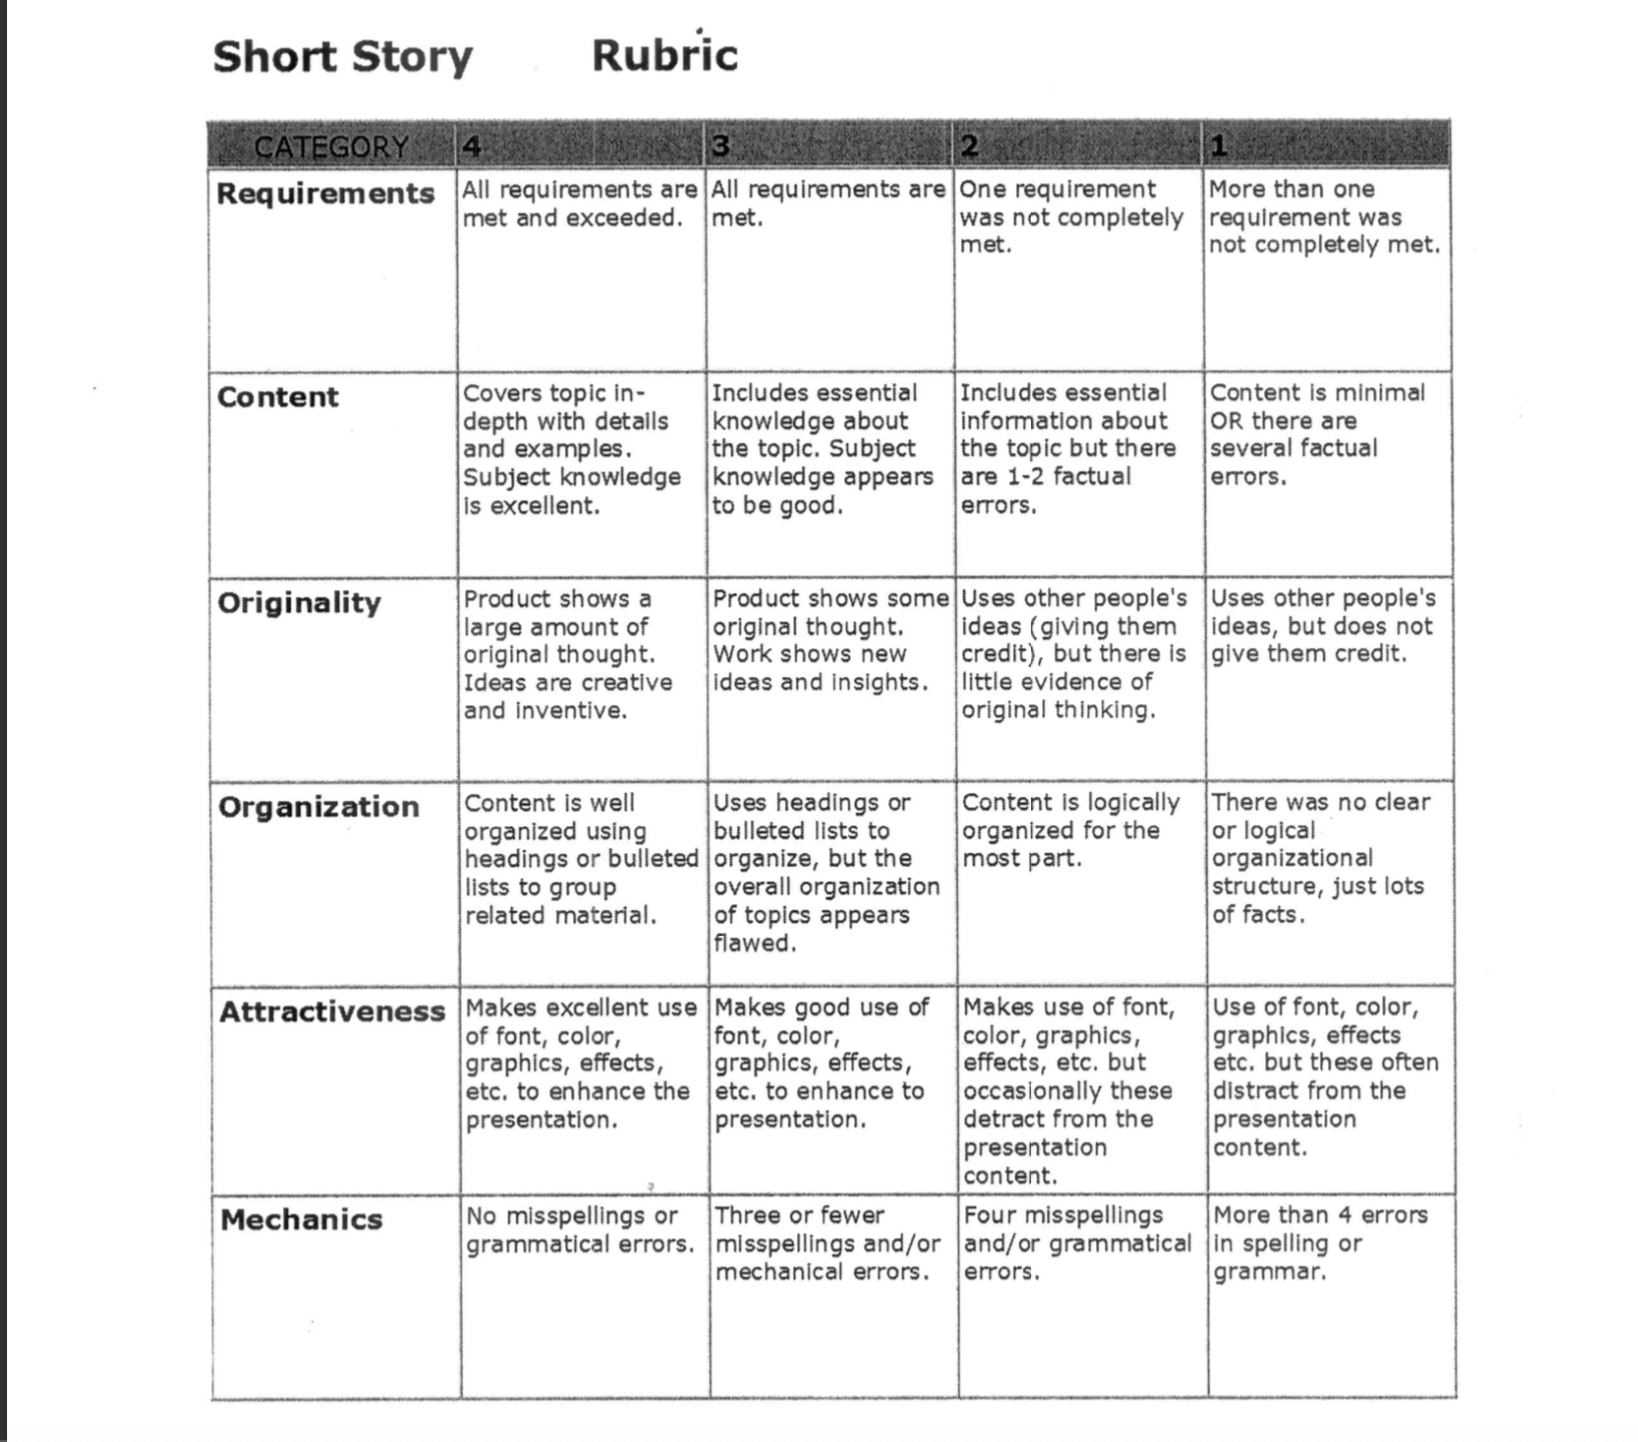 Short Story Rubric
CATEGORY 4 3 2 1
Requirements
All requirements are
met and exceeded.
All requirements are
met.
One requirement
was not completely
met.
More than one
requirement was
not completely met.
Content
Covers topic in-
depth with details
and examples.
Subject knowledge
is excellent.
Includes essential
knowledge about
the topic. Subject
knowledge appears
to be good.
Includes essential
information about
the topic but there
are 1-2 factual
errors.
Content is minimal
OR there are
several factual
errors.
Originality
Product shows a
large amount of
original thought.
Ideas are creative
and inventive.
Product shows some
original thought.
Work shows new
ideas and insights.
Uses other people's
ideas (giving them
credit), but there is
little evidence of
original thinking.
Uses other people's
ideas, but does not
give them credit.
Organization
Content is well
organized using
headings or bulleted
lists to group
related material.
Uses headings or
bulleted lists to
organize, but the
overall organization
of topics appears
flawed.
Content is logically
organized for the
most part.
There was no clear
or logical
organizational
structure, just lots
of facts.
Attractiveness
Makes excellent use
of font, color,
graphics, effects,
etc. to enhance the
presentation.
Makes good use of
font, color,
graphics, effects,
etc. to enhance to
presentation.
Makes use of font,
color, graphics,
effects, etc. but
occasionally these
detract from the
presentation
content.
Use of font, color,
graphics, effects
etc. but these often
distract from the
presentation
content.
Mechanics
No misspellings or
grammatical errors.
Three or fewer
misspellings and/or
mechanical errors.
Four misspellings
and/or grammatical
errors.
More than 4 errors
in spelling or
grammar.